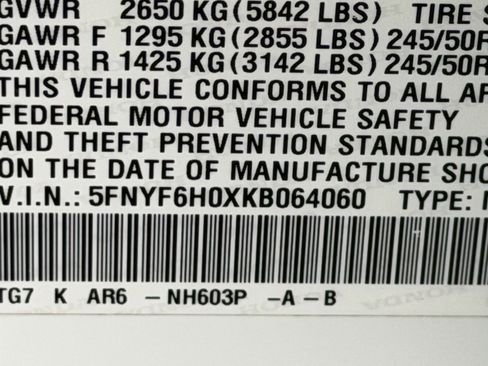 GVWR 2650 KG (5842 LBS) TIRE S
GAWR F 1295 KG (2855 LBS) 245/50R
GAWR R 1425 KG (3142 LBS) 245/50R
THIS VEHICLE CONFORMS TO ALL AP
FEDERAL MOTOR VEHICLE SAFETY
AND THEFT PREVENTION STANDARDS
ON THE DATE OF MANUFACTURE SHO
V.I.N.: 5FNYF6H0XKB064060 TYPE:
TG7 K AR6 – NH603P –A – B